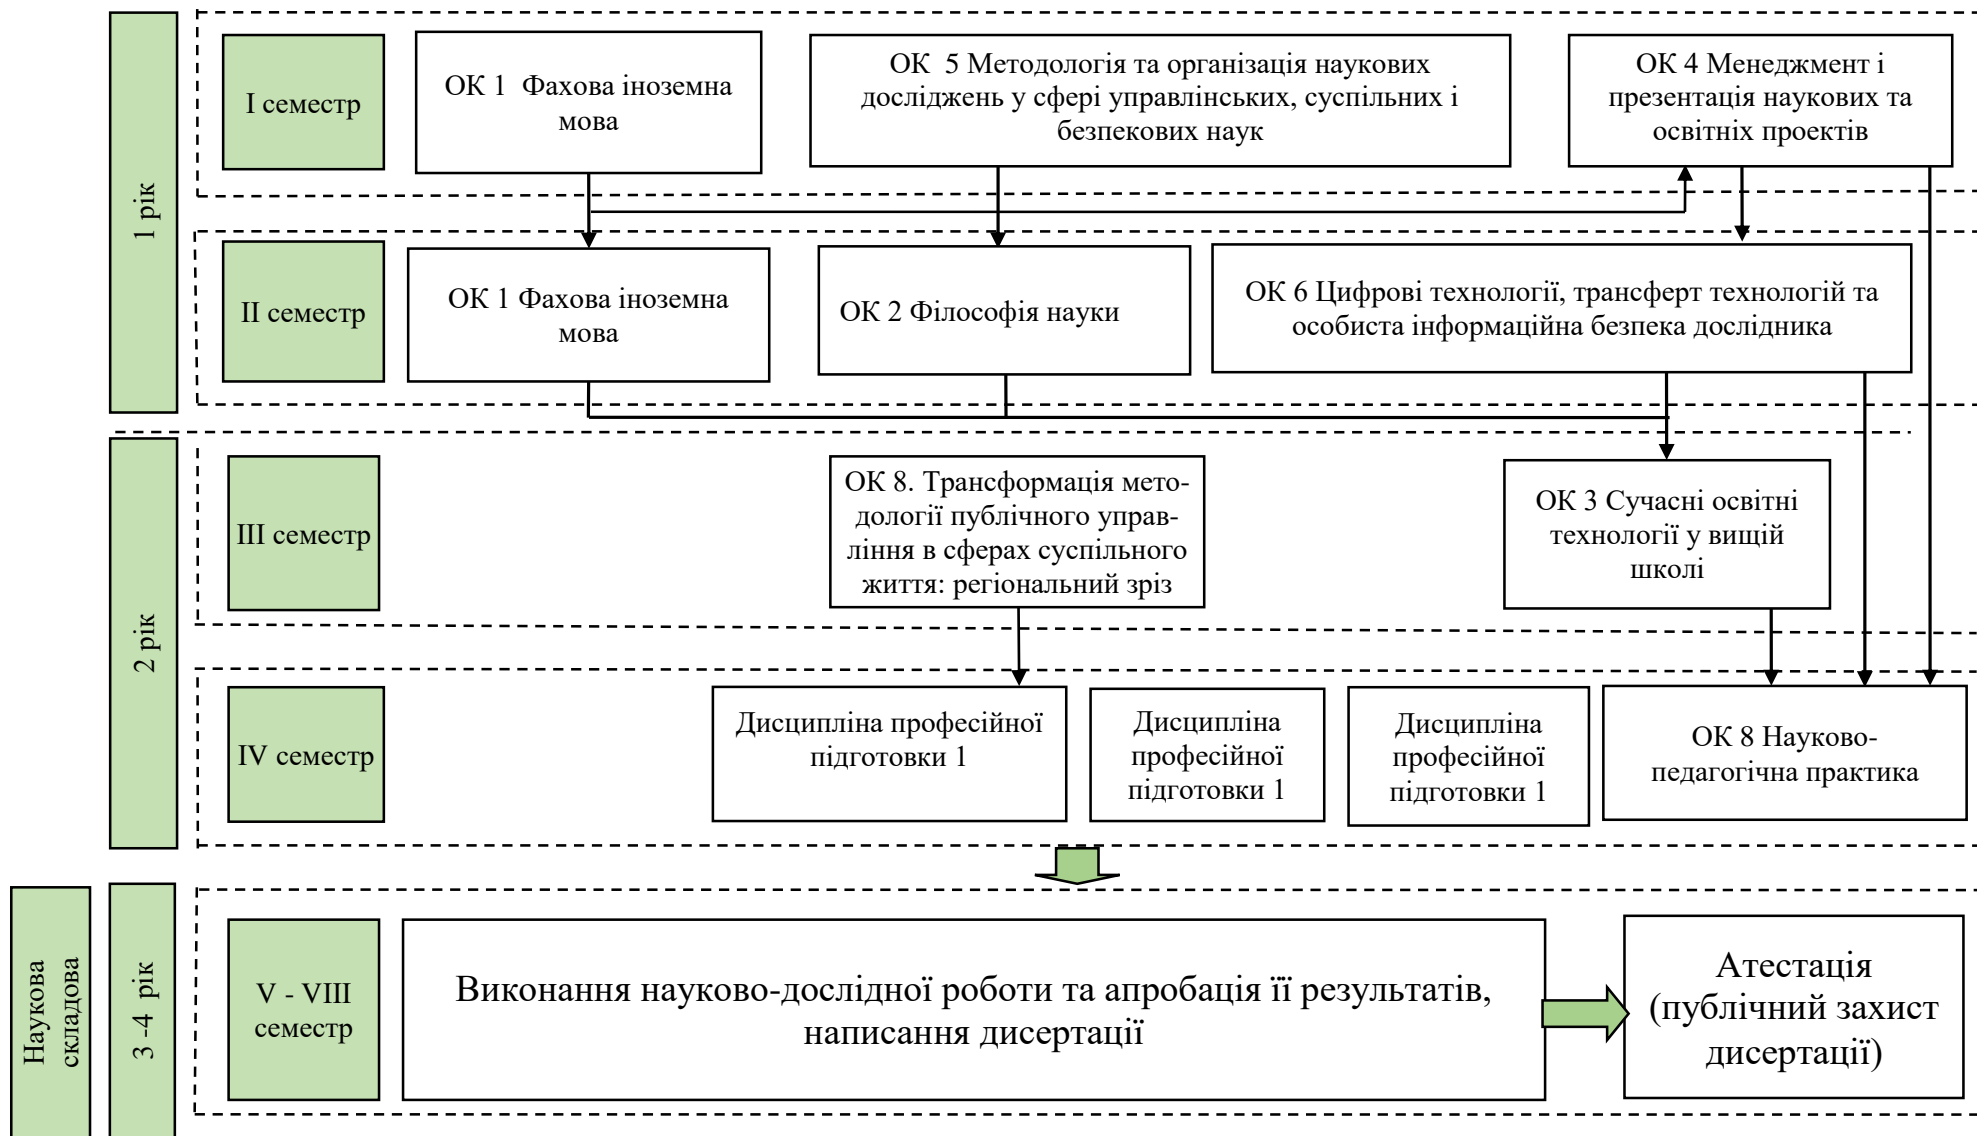 1 рік
I семестр
ОК 1 Фахова іноземна
мова
ОК 5 Методологія та організація наукових
досліджень у сфері управлінських, суспільних і
безпекових наук
ОК 4 Менеджмент і
презентація наукових та
освітніх проектів
II семестр
ОК 1 Фахова іноземна
мова
ОК 2 Філософія науки
ОК 6 Цифрові технології, трансферт технологій та
особиста інформаційна безпека дослідника
2 рік
III семестр
ОК 8. Трансформація мето-
дології публічного управ-
ління в сферах суспільного
життя: регіональний зріз
ОК 3 Сучасні освітні
технології у вищій
школі
IV семестр
Дисципліна професійної
підготовки 1
Дисципліна
професійної
підготовки 1
Дисципліна
професійної
підготовки 1
ОК 8 Науково-
педагогічна практика
Наукова
складова
3 -4 рік
V - VIII
семестр
Виконання науково-дослідної роботи та апробація її результатів,
написання дисертації
Атестація
(публічний захист
дисертації)